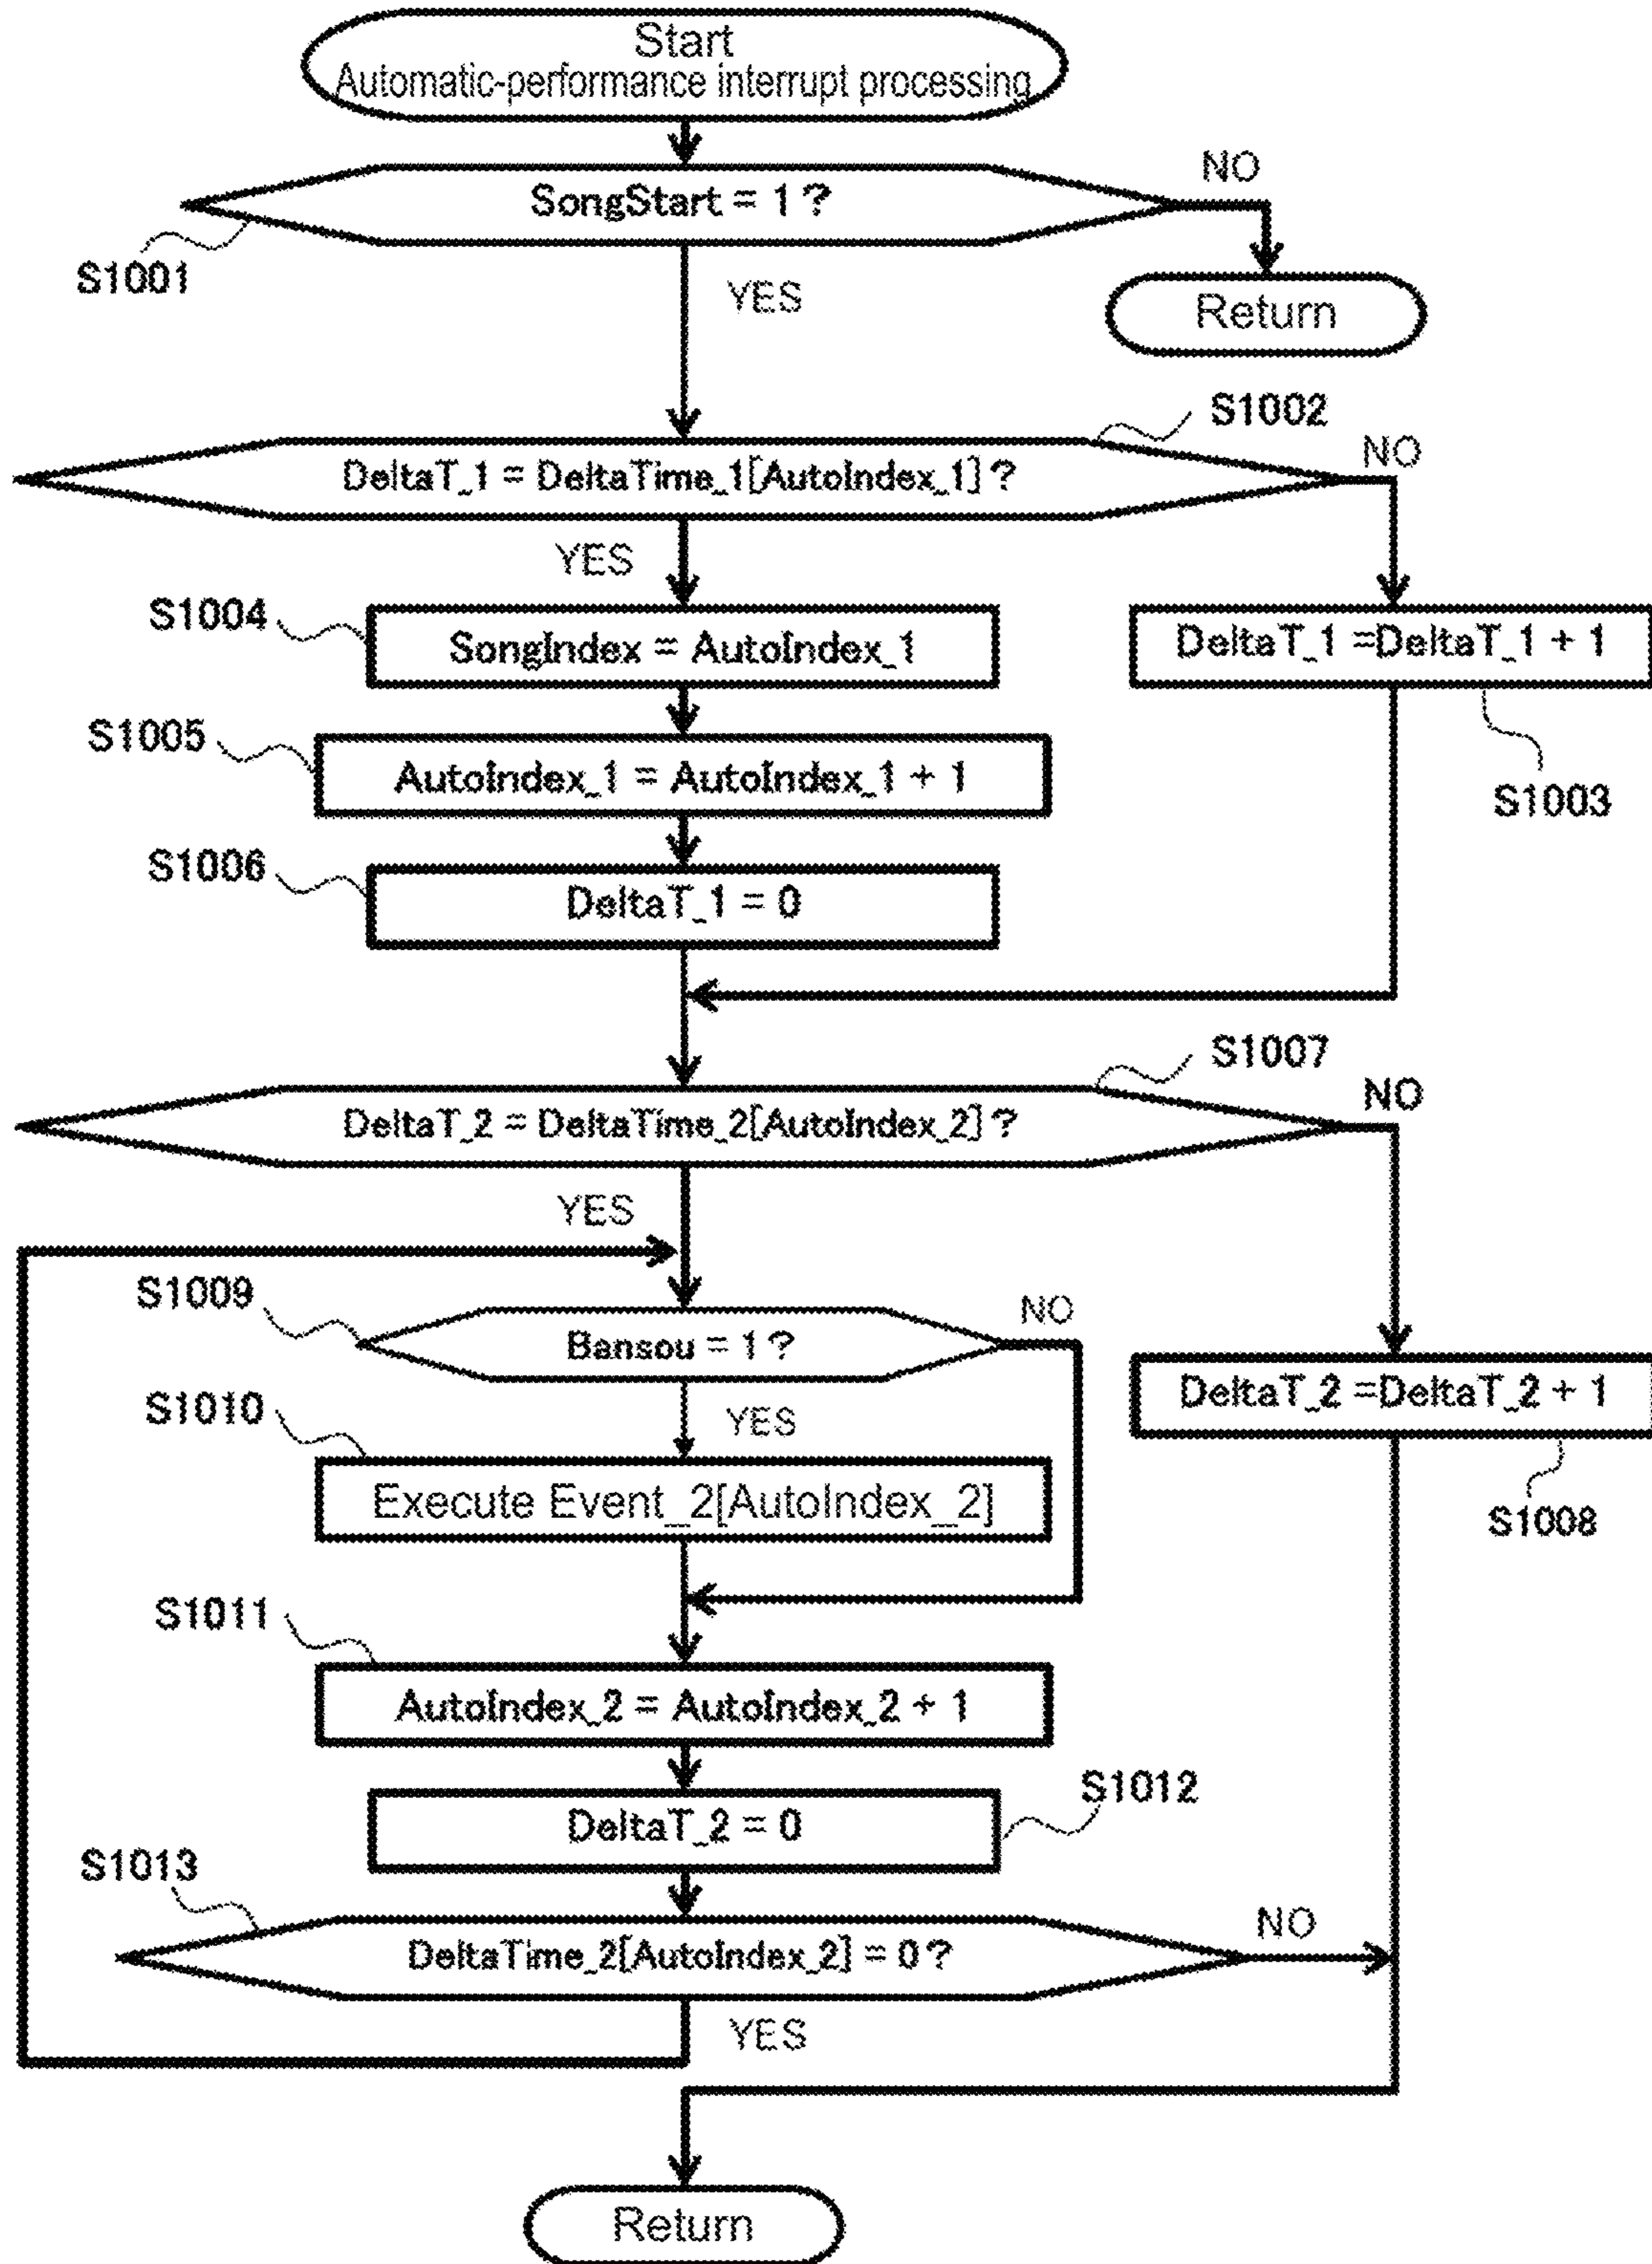 Start
Automatic-performance interrupt processing
SongStart = 1 ?
NO
S1001
YES
Return
S1002
DeltaT_1 = DeltaTime_1[AutoIndex_1] ?
NO
YES
S1004
SongIndex = AutoIndex_1
DeltaT_1 =DeltaT_1 + 1
S1005
AutoIndex_1 = AutoIndex_1 + 1
S1003
S1006
DeltaT_1 = 0
S1007
DeltaT_2 = DeltaTime_2[AutoIndex_2] ?
NO
YES
S1009
Bansou = 1 ?
NO
DeltaT_2 =DeltaT_2 + 1
S1010
YES
Execute Event_2[AutoIndex_2]
S1008
S1011
AutoIndex_2 = AutoIndex_2 + 1
S1012
DeltaT_2 = 0
S1013
DeltaTime_2[AutoIndex_2] = 0 ?
NO
YES
Return